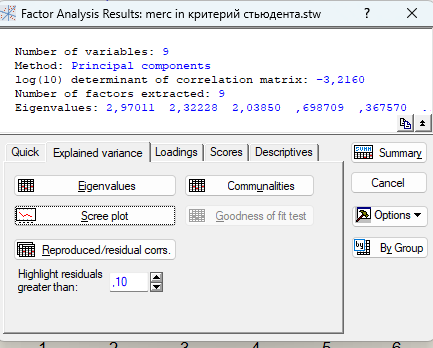 Factor Analysis Results: merc in критерий стьюдента.stw
Number of variables: 9
Method: Principal components
log(10) determinant of correlation matrix: -3,2160
Number of factors extracted: 9
Eigenvalues: 2,97011 2,32228 2,03850 ,698709 ,367570 .
Quick Explained variance Loadings Scores Descriptives
Summary
Eigenvalues Communalities
Cancel
Scree plot Goodness of fit test
Options
Reproduced/residual corrs.
By Group
Highlight residuals
greater than: ,10
1 2 3 4 5 6